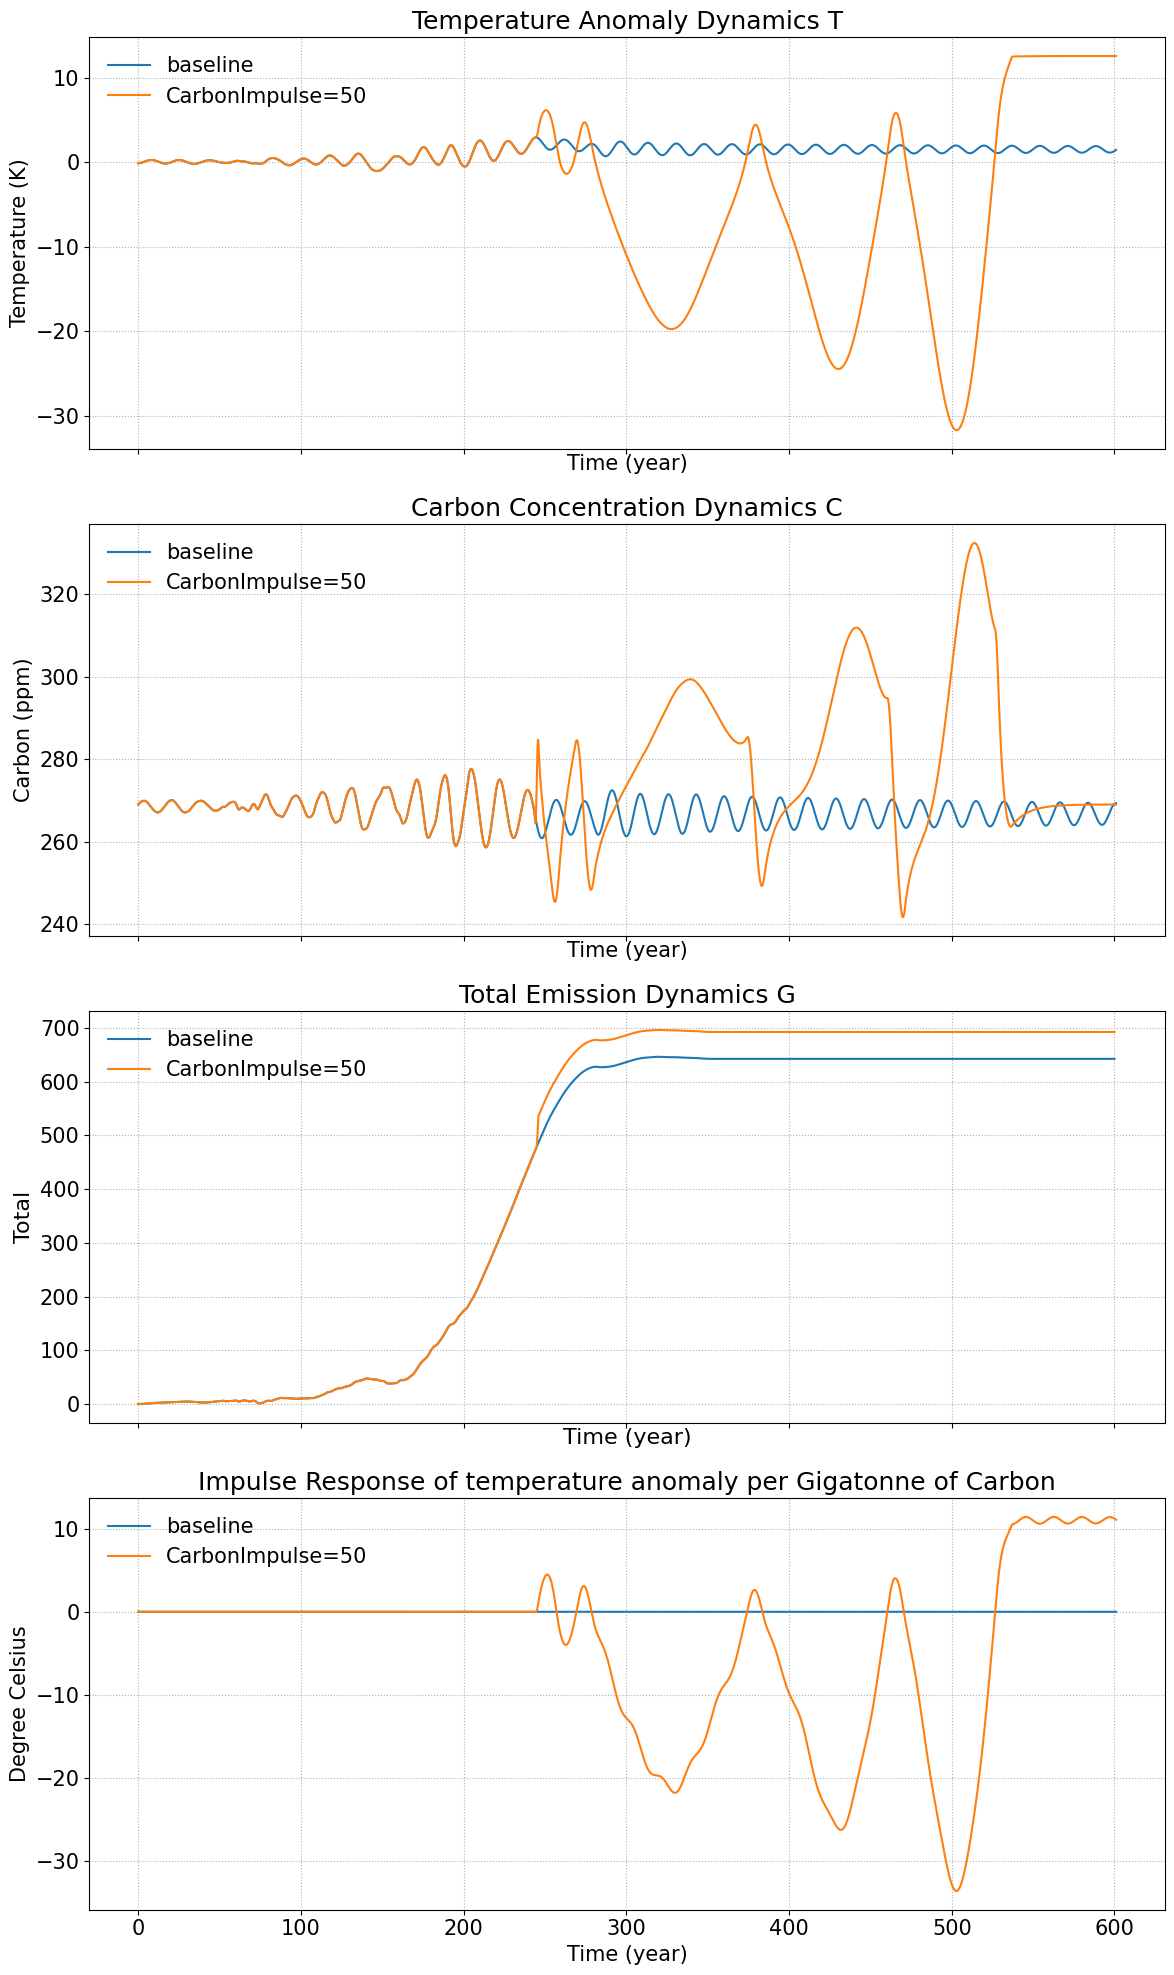 Temperature Anomaly Dynamics T
baseline
CarbonImpulse=50
Temperature (K)
10
0
−10
−20
−30
Time (year)
Carbon Concentration Dynamics C
baseline
CarbonImpulse=50
Carbon (ppm)
320
300
280
260
240
Time (year)
Total Emission Dynamics G
baseline
CarbonImpulse=50
Total
700
600
500
400
300
200
100
0
Time (year)
Impulse Response of temperature anomaly per Gigatonne of Carbon
baseline
CarbonImpulse=50
Degree Celsius
10
0
−10
−20
−30
0 100 200 300 400 500 600
Time (year)